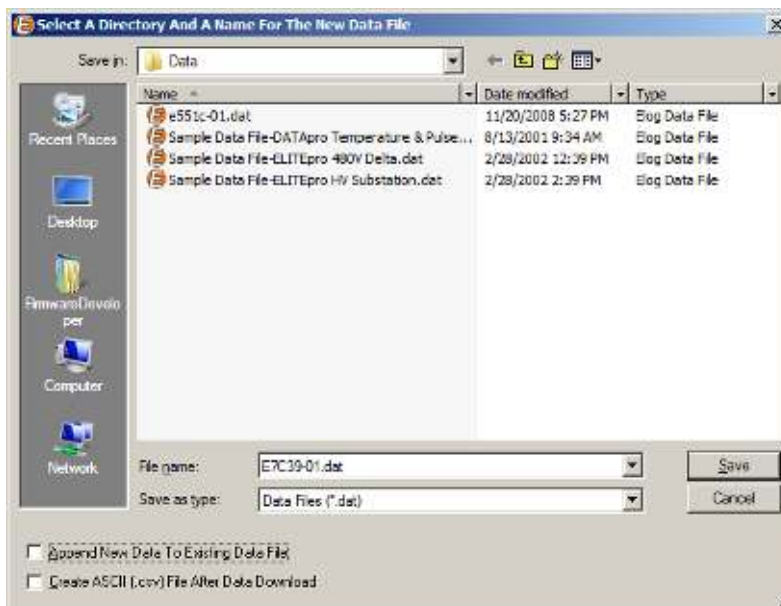 Select A Directory And A Name For The New Data File
Save in:
Data
Name
Date modified
Type
e551c-01.dat
11/20/2008 5:27 PM
Elog Data File
Sample Data File-DATApro Temperature & Pulse...
8/13/2001 9:34 AM
Elog Data File
Sample Data File-ELITEpro 480V Delta.dat
2/28/2002 12:39 PM
Elog Data File
Sample Data File-ELITEpro HV Substation.dat
2/28/2002 2:39 PM
Elog Data File
Recent Places
Desktop
FirmwareDevelo
per
Computer
Network
File name:
E7C39-01.dat
Save
Save as type:
Data Files (*.dat)
Cancel
Append New Data To Existing Data File
Create ASCII (.csv) File After Data Download